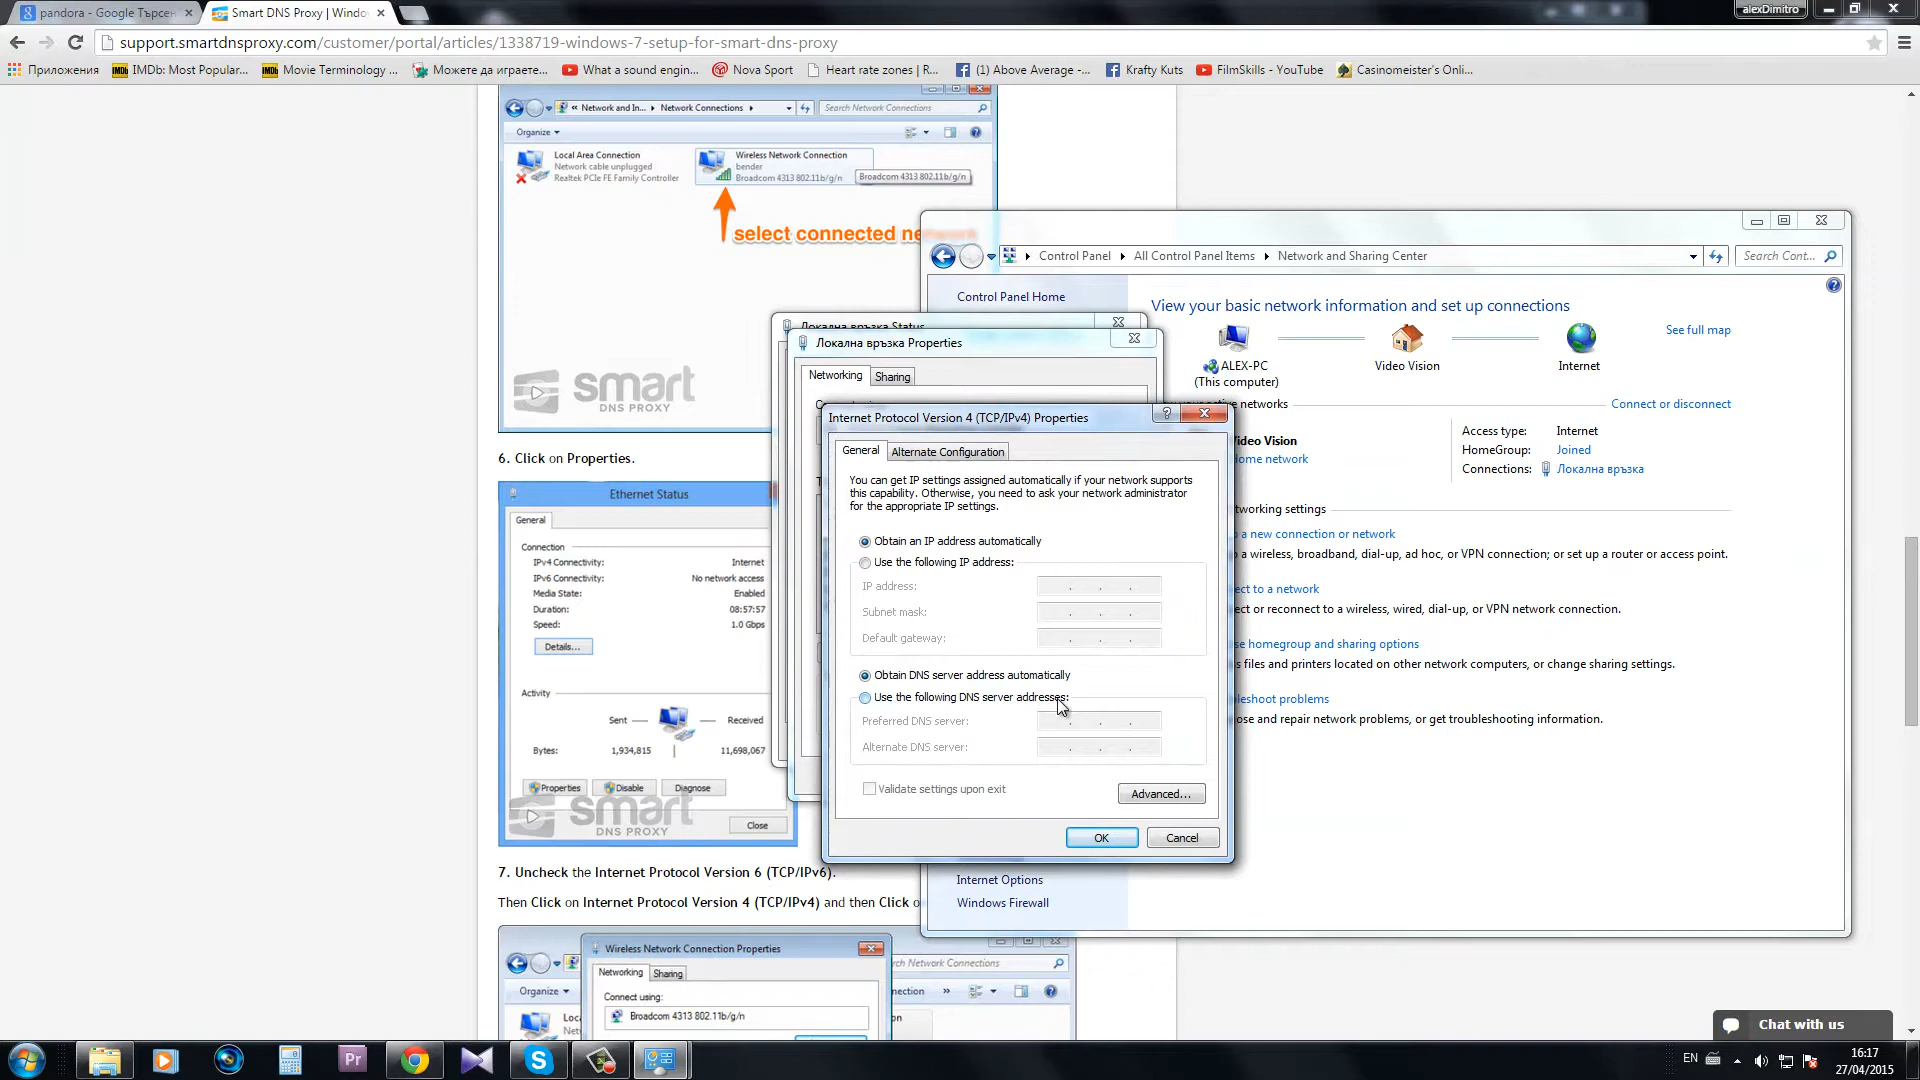 pandora - Google Търсен
Smart DNS Proxy | Windo
alexDimitro
support.smartdnsproxy.com/customer/portal/articles/1338719-windows-7-setup-for-smart-dns-proxy
Приложения
IMDb: Most Popular...
Movie Terminology ...
Можете да играете...
What a sound engin...
Nova Sport
Heart rate zones | R...
(1) Above Average -...
Krafty Kuts
FilmSkills - YouTube
Casinomeister's Onli...
« Network and In... ▸ Network Connections ▸
Search Network Connections
Organize
Local Area Connection
Network cable unplugged
Realtek PCIe FE Family Controller
Wireless Network Connection
bender
Broadcom 4313 802.11b/g/n
Broadcom 4313 802.11b/g/n
select connected network
smart
DNS PROXY
6. Click on Properties.
Ethernet Status
General
Connection
IPv4 Connectivity: Internet
IPv6 Connectivity: No network access
Media State: Enabled
Duration: 08:57:57
Speed: 1.0 Gbps
Details...
Activity
Sent
Received
Bytes: 1,934,815 11,698,067
Properties
Disable
Diagnose
smart
DNS PROXY
Close
7. Uncheck the Internet Protocol Version 6 (TCP/IPv6).
Then Click on Internet Protocol Version 4 (TCP/IPv4) and then Click o
Wireless Network Connection Properties
Networking
Sharing
Connect using:
Broadcom 4313 802.11b/g/n
Organize
Search Network Connections
Control Panel ▸ All Control Panel Items ▸ Network and Sharing Center
Search Cont...
Control Panel Home
View your basic network information and set up connections
See full map
ALEX-PC
(This computer)
Video Vision
Internet
e networks
Connect or disconnect
Video Vision
ome network
Access type: Internet
HomeGroup: Joined
Connections: Локална връзка
tworking settings
a new connection or network
a wireless, broadband, dial-up, ad hoc, or VPN connection; or set up a router or access point.
ect to a network
ect or reconnect to a wireless, wired, dial-up, or VPN network connection.
se homegroup and sharing options
s files and printers located on other network computers, or change sharing settings.
leshoot problems
ose and repair network problems, or get troubleshooting information.
Internet Options
Windows Firewall
Локална връзка Status
Локална връзка Properties
Networking
Sharing
Internet Protocol Version 4 (TCP/IPv4) Properties
General
Alternate Configuration
You can get IP settings assigned automatically if your network supports
this capability. Otherwise, you need to ask your network administrator
for the appropriate IP settings.
Obtain an IP address automatically
Use the following IP address:
IP address:
Subnet mask:
Default gateway:
Obtain DNS server address automatically
Use the following DNS server addresses:
Preferred DNS server:
Alternate DNS server:
Validate settings upon exit
Advanced...
OK
Cancel
Chat with us
Pr
EN
16:17
27/04/2015